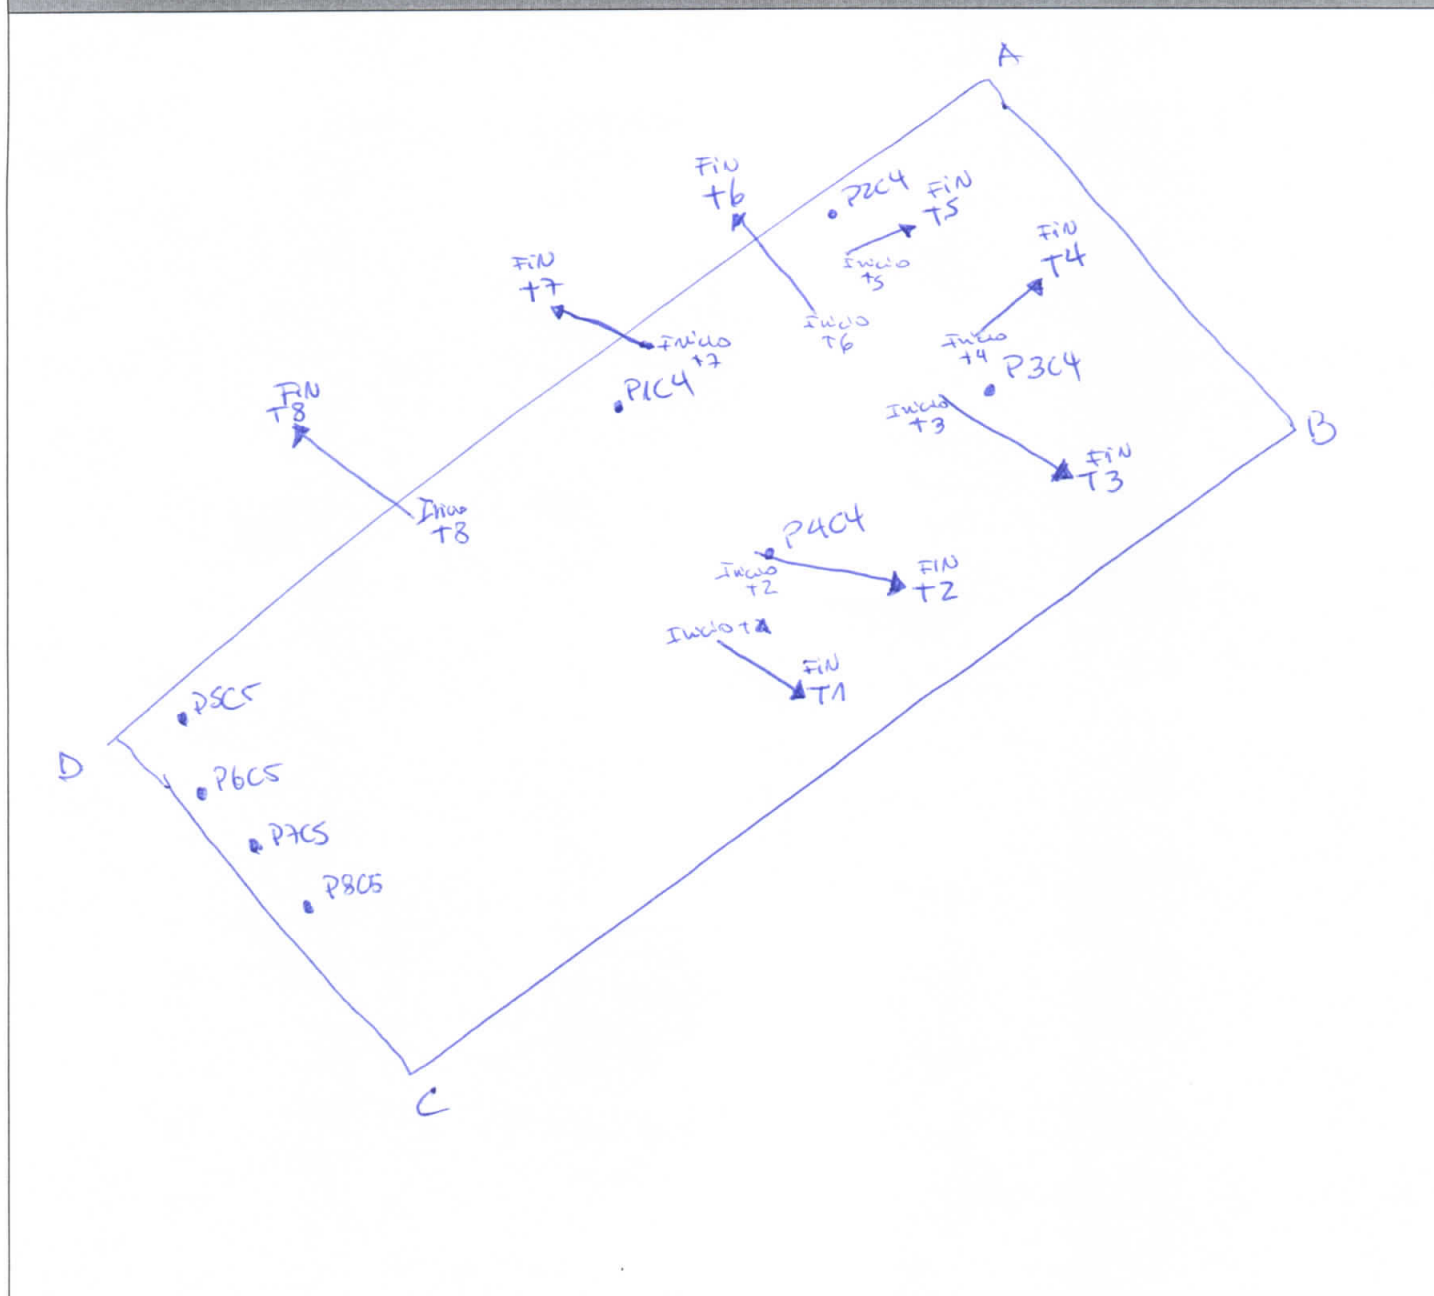 A
FiN
T6
P2C4
FiN
T5
Inicio
T5
FiN
T4
FiN
T7
Inicio
T6
Inicio
T7
Inicio
T4
P3C4
P1C4
FiN
T8
Inicio
T3
B
FiN
T3
Inicio
T8
P4C4
Inicio
T2
FIN
T2
Inicio T1
FiN
T1
P5C5
D
P6C5
P7C5
P8C5
C